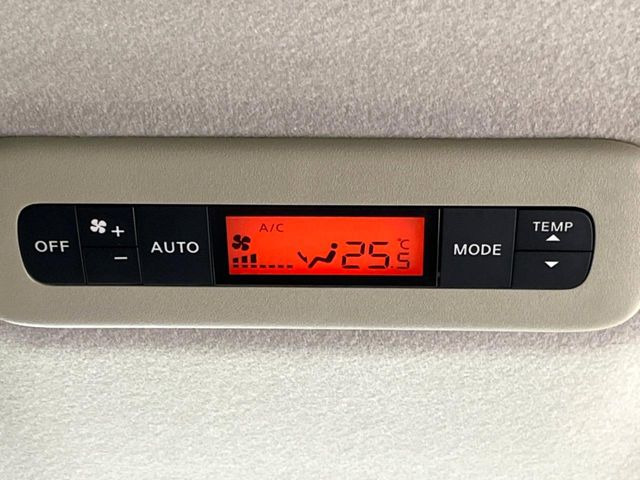 OFF
+
−
AUTO
A/C
25.5 °C
MODE
TEMP